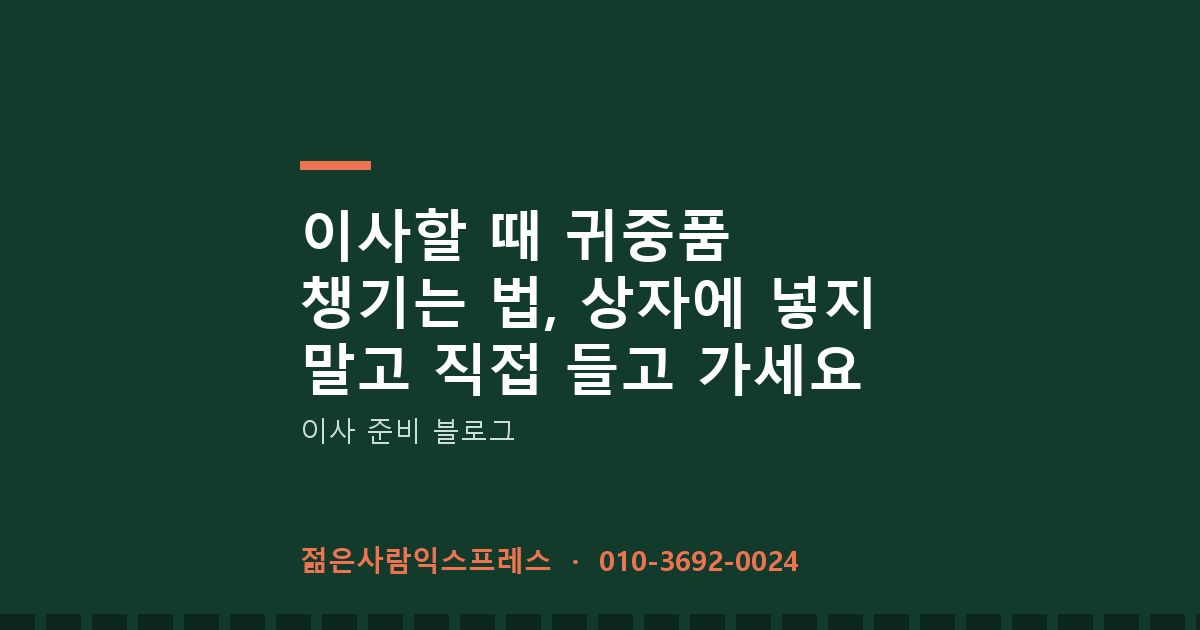 이사할 때 귀중품
챙기는 법, 상자에 넣지
말고 직접 들고 가세요
이사 준비 블로그
젊은사람익스프레스 · 010-3692-0024